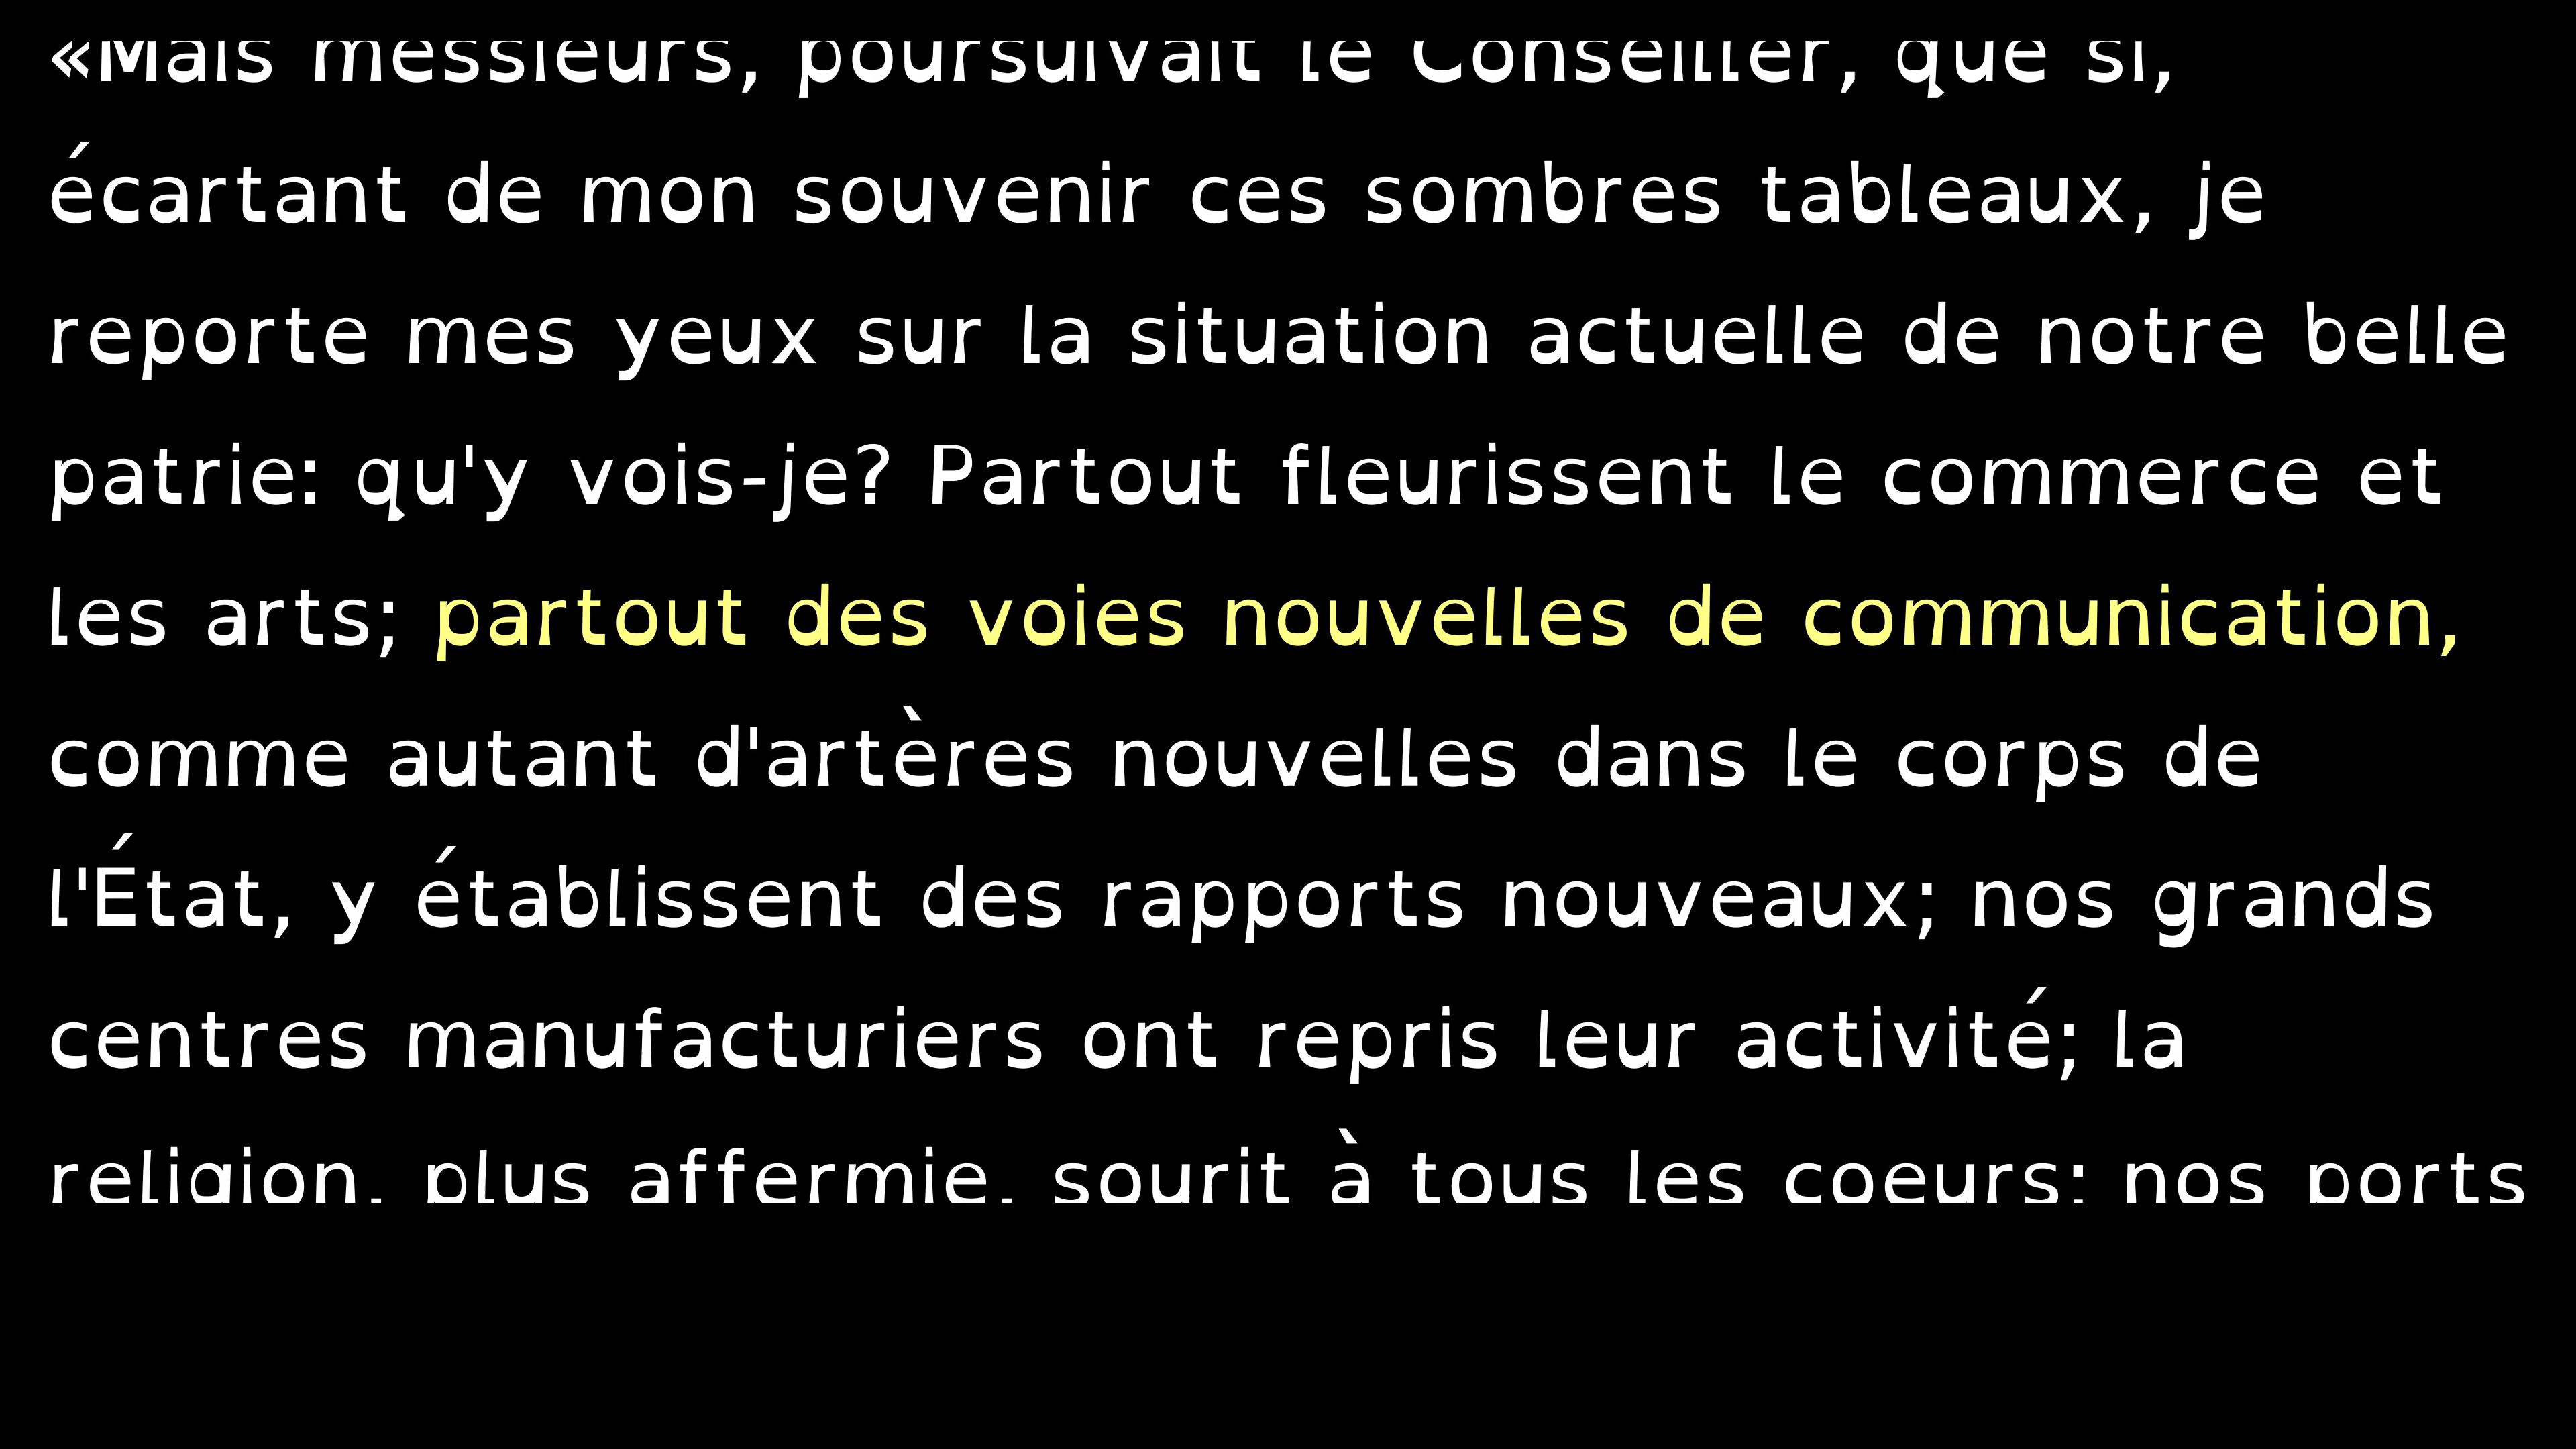 «Mais messieurs, poursuivait le Conseiller, que si,
écartant de mon souvenir ces sombres tableaux, je
reporte mes yeux sur la situation actuelle de notre belle
patrie: qu'y vois-je? Partout fleurissent le commerce et
les arts; partout des voies nouvelles de communication,
comme autant d'artères nouvelles dans le corps de
l'État, y établissent des rapports nouveaux; nos grands
centres manufacturiers ont repris leur activité; la
religion, plus affermie, sourit à tous les coeurs; nos ports